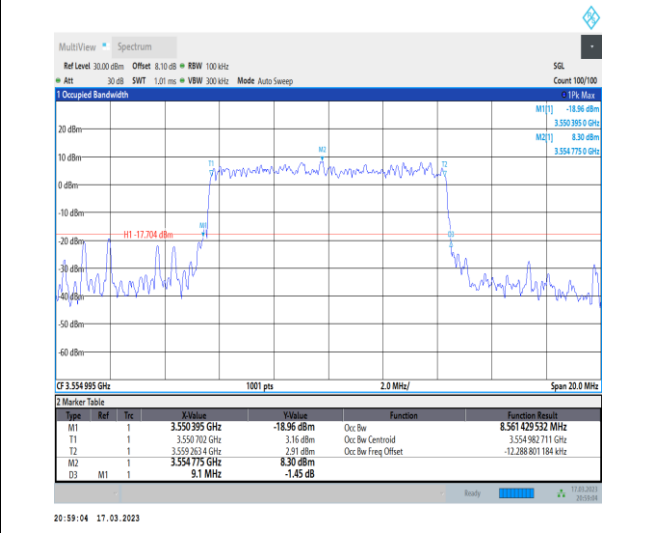 MultiView Spectrum
Ref Level 30.00 dBm Offset 8.10 dB RBW 100 kHz SGL
Att 30 dB SWT 1.01 ms VBW 300 kHz Mode Auto Sweep Count 100/100
1 Occupied Bandwidth 1Pk Max
M1[1] -18.96 dBm
3.550 395 0 GHz
M2[1] 8.30 dBm
3.554 775 0 GHz
20 dBm
10 dBm
M2
T1
T2
0 dBm
-10 dBm
M1
H1 -17.704 dBm
D3
-20 dBm
-30 dBm
-40 dBm
-50 dBm
-60 dBm
CF 3.554 995 GHz 1001 pts 2.0 MHz/ Span 20.0 MHz
2 Marker Table
Type Ref Trc X-Value Y-Value Function Function Result
M1 1 3.550 395 GHz -18.96 dBm Occ Bw 8.561 429 532 MHz
T1 1 3.550 702 GHz 3.16 dBm Occ Bw Centroid 3.554 982 711 GHz
T2 1 3.559 263 4 GHz 2.91 dBm Occ Bw Freq Offset -12.288 801 184 kHz
M2 1 3.554 775 GHz 8.30 dBm
D3 M1 1 9.1 MHz -1.45 dB
Ready 17.03.2023
20:59:04
20:59:04 17.03.2023